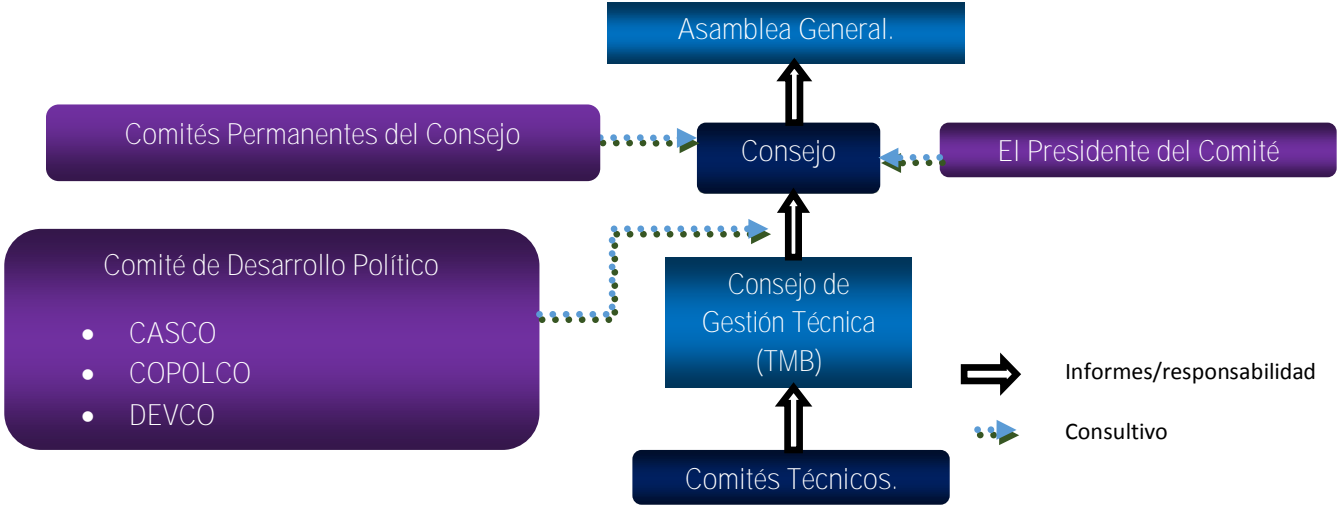 Asamblea General.
Comités Permanentes del Consejo
Consejo
El Presidente del Comité
Comité de Desarrollo Político
• CASCO
• COPOLCO
• DEVCO
Consejo de
Gestión Técnica
(TMB)
Informes/responsabilidad
Consultivo
Comités Técnicos.